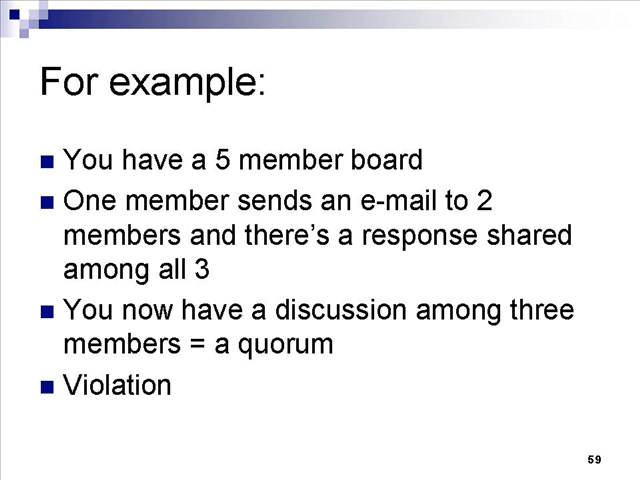 For example:
You have a 5 member board
One member sends an e-mail to 2
members and there's a response shared
among all 3
You now have a discussion among three
members = a quorum
Violation
59